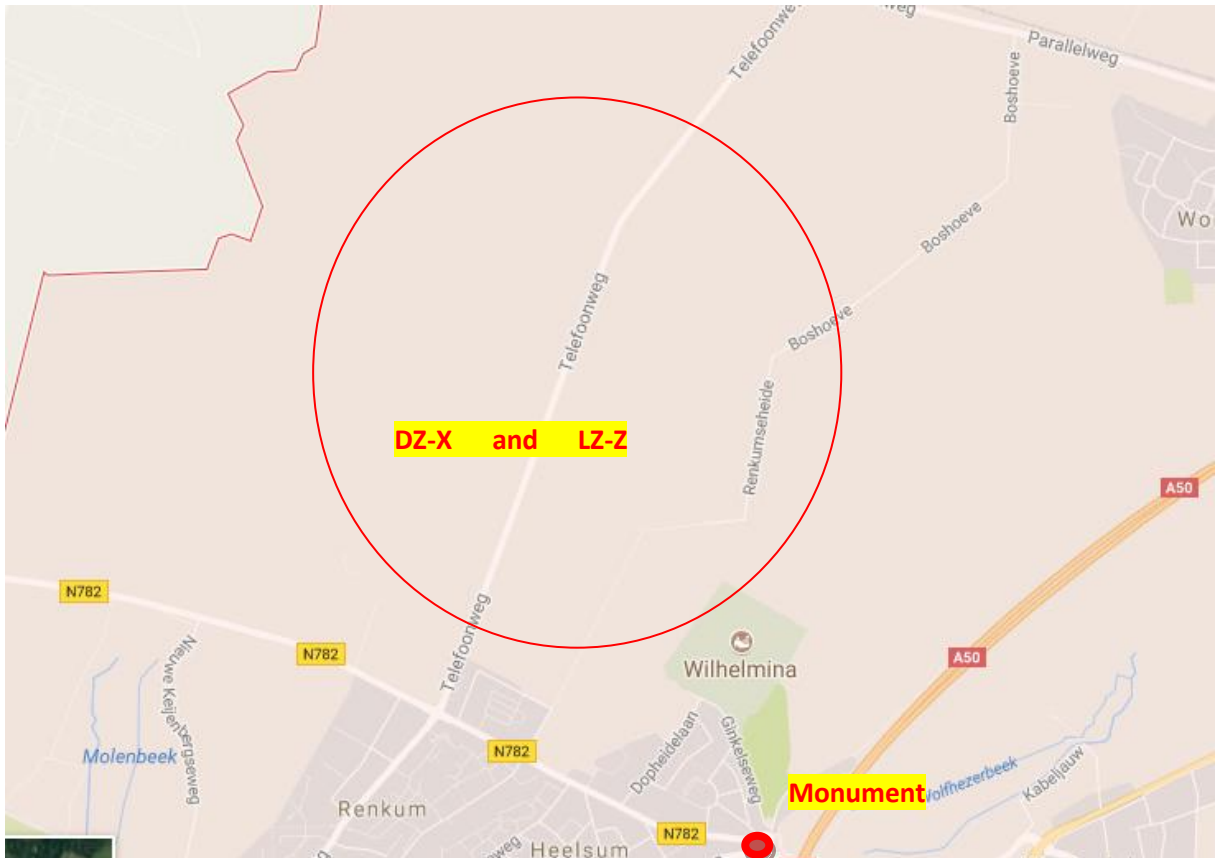 Telefoonweg
Parallelweg
Boshoeve
Wo
Boshoeve
Telefoonweg
Boshoeve
Renkumseheide
DZ-X and LZ-Z
A50
N782
Telefoonweg
N782
A50
Wilhelmina
Nieuwe Keijenbergseweg
Molenbeek
N782
Dopheidelaan
Ginkelseweg
Monument
Wolfhezerbeek
Kabeljauw
Renkum
N782
Heelsum